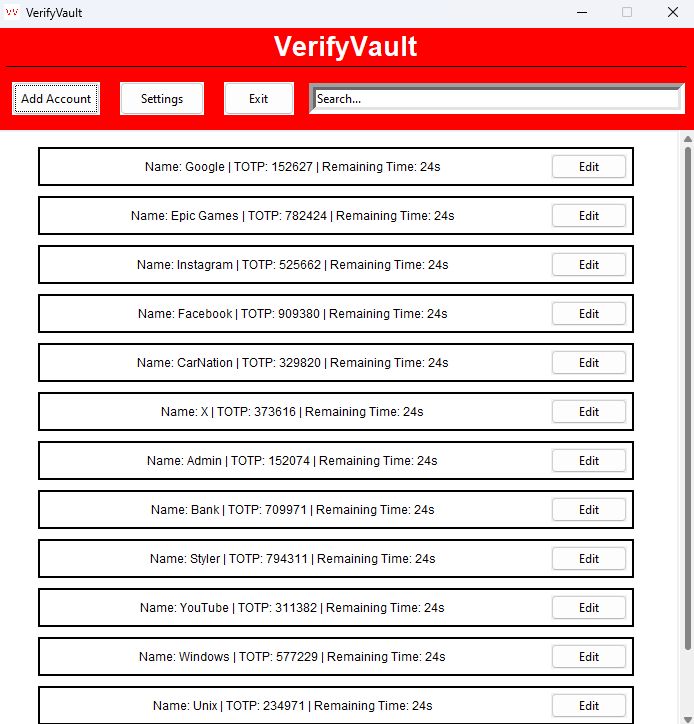 VerifyVault
VerifyVault
Add Account Settings Exit Search...
Name: Google | TOTP: 152627 | Remaining Time: 24s Edit
Name: Epic Games | TOTP: 782424 | Remaining Time: 24s Edit
Name: Instagram | TOTP: 525662 | Remaining Time: 24s Edit
Name: Facebook | TOTP: 909380 | Remaining Time: 24s Edit
Name: CarNation | TOTP: 329820 | Remaining Time: 24s Edit
Name: X | TOTP: 373616 | Remaining Time: 24s Edit
Name: Admin | TOTP: 152074 | Remaining Time: 24s Edit
Name: Bank | TOTP: 709971 | Remaining Time: 24s Edit
Name: Styler | TOTP: 794311 | Remaining Time: 24s Edit
Name: YouTube | TOTP: 311382 | Remaining Time: 24s Edit
Name: Windows | TOTP: 577229 | Remaining Time: 24s Edit
Name: Unix | TOTP: 234971 | Remaining Time: 24s Edit